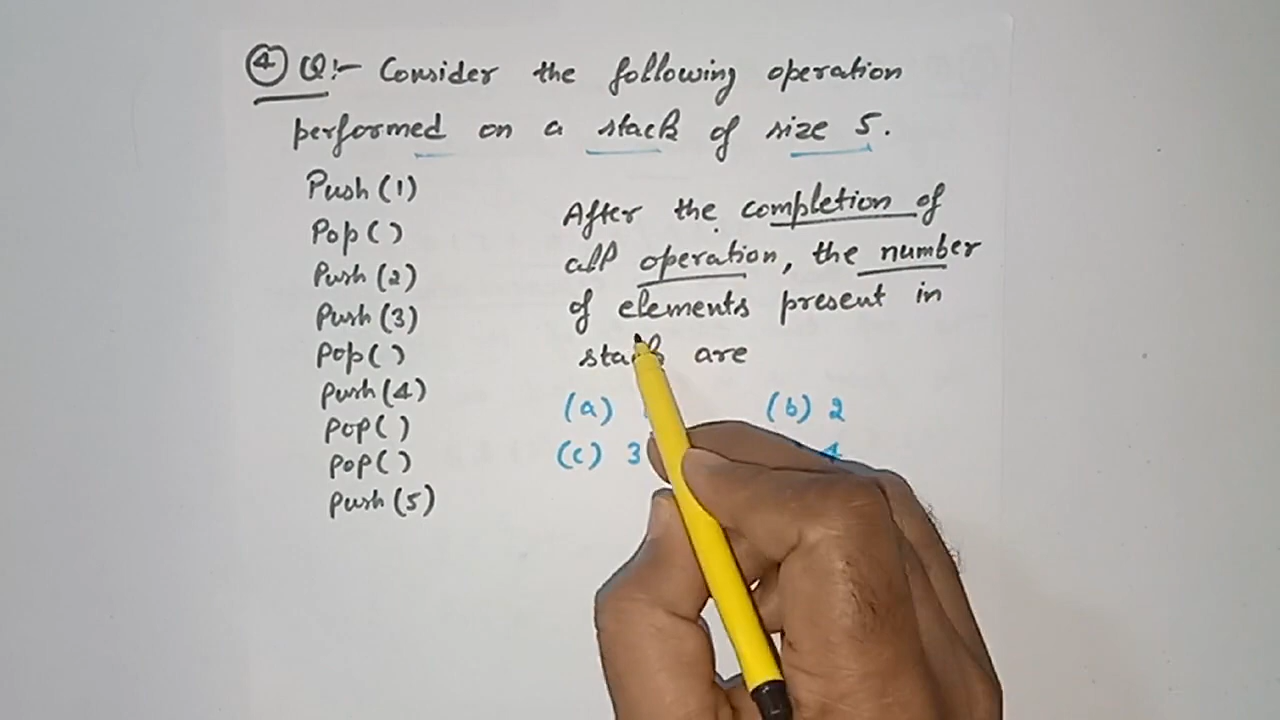 ④ Q:- Consider the following operation
performed on a stack of size 5.
Push (1)
Pop ( )
Push (2)
Push (3)
Pop ( )
Push (4)
Pop ( )
Pop ( )
Push (5)
After the completion of
all operation, the number
of elements present in
stack are
(a) (b) 2
(c) 3 4